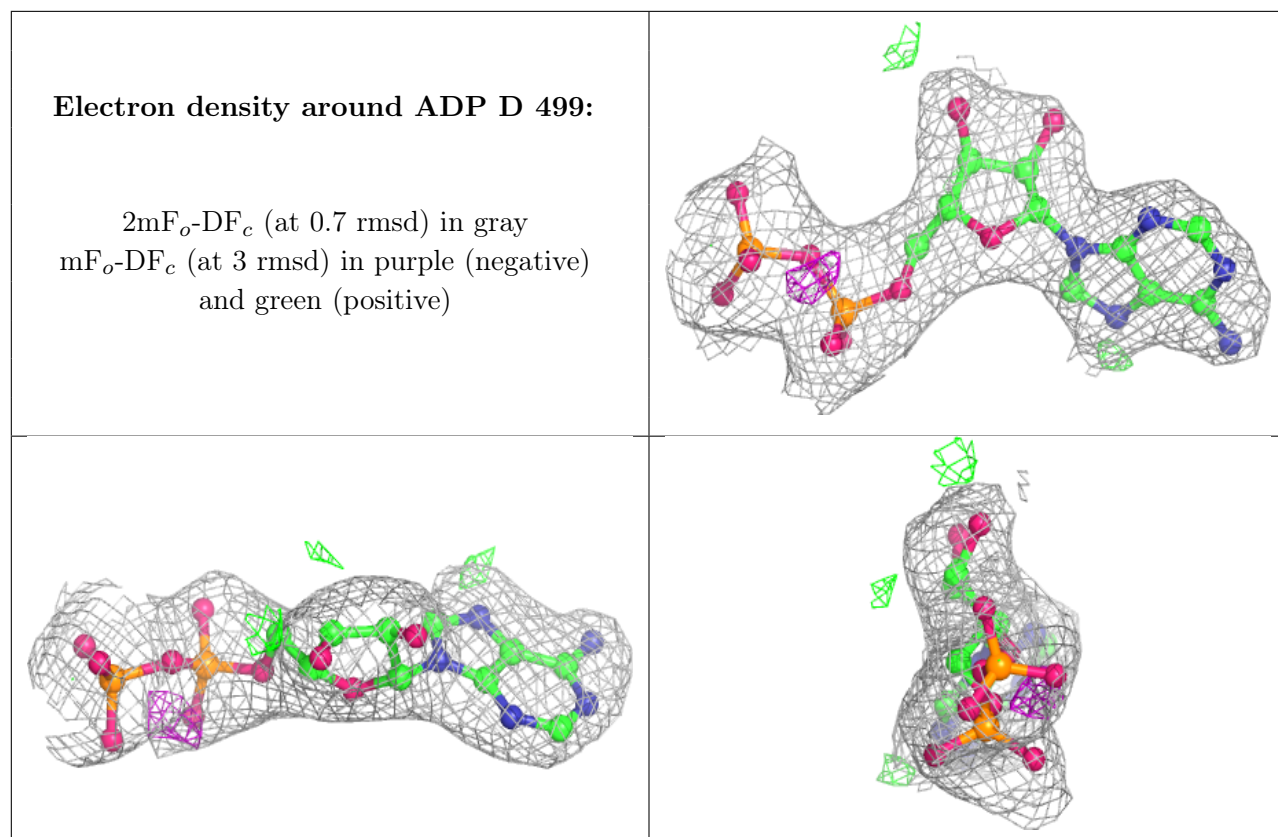 Electron density around ADP D 499:
2mFo-DFc (at 0.7 rmsd) in gray
mFo-DFc (at 3 rmsd) in purple (negative)
and green (positive)